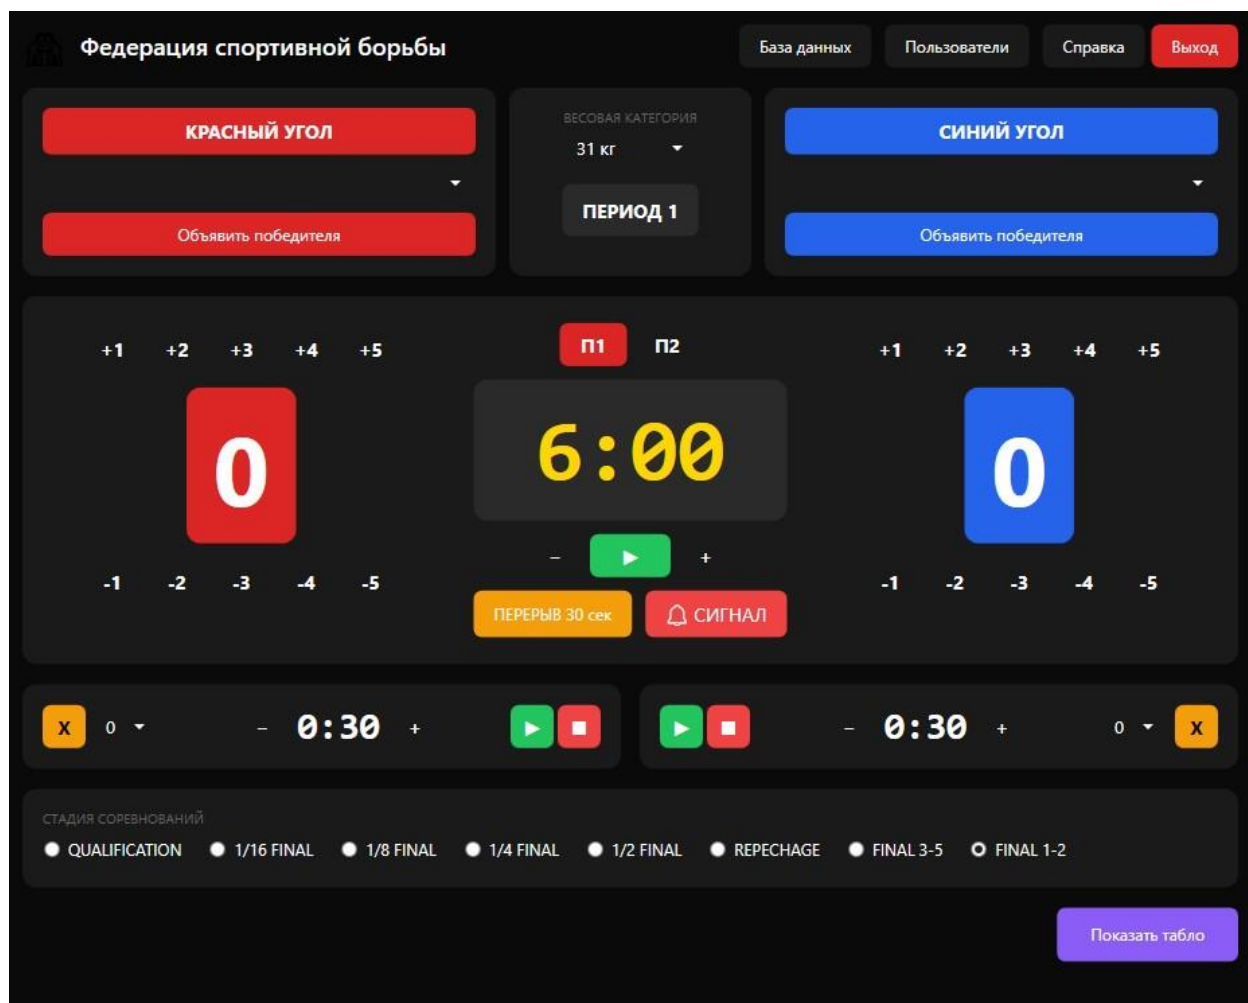 Федерация спортивной борьбы База данных Пользователи Справка Выход
КРАСНЫЙ УГОЛ
Объявить победителя
ВЕСОВАЯ КАТЕГОРИЯ
31 кг
ПЕРИОД 1
СИНИЙ УГОЛ
Объявить победителя
+1 +2 +3 +4 +5
0
-1 -2 -3 -4 -5
П1 П2
6:00
– +
ПЕРЕРЫВ 30 сек СИГНАЛ
+1 +2 +3 +4 +5
0
-1 -2 -3 -4 -5
X 0 – 0:30 +
– 0:30 + 0 X
СТАДИЯ СОРЕВНОВАНИЙ
QUALIFICATION 1/16 FINAL 1/8 FINAL 1/4 FINAL 1/2 FINAL REPECHAGE FINAL 3-5 FINAL 1-2
Показать табло